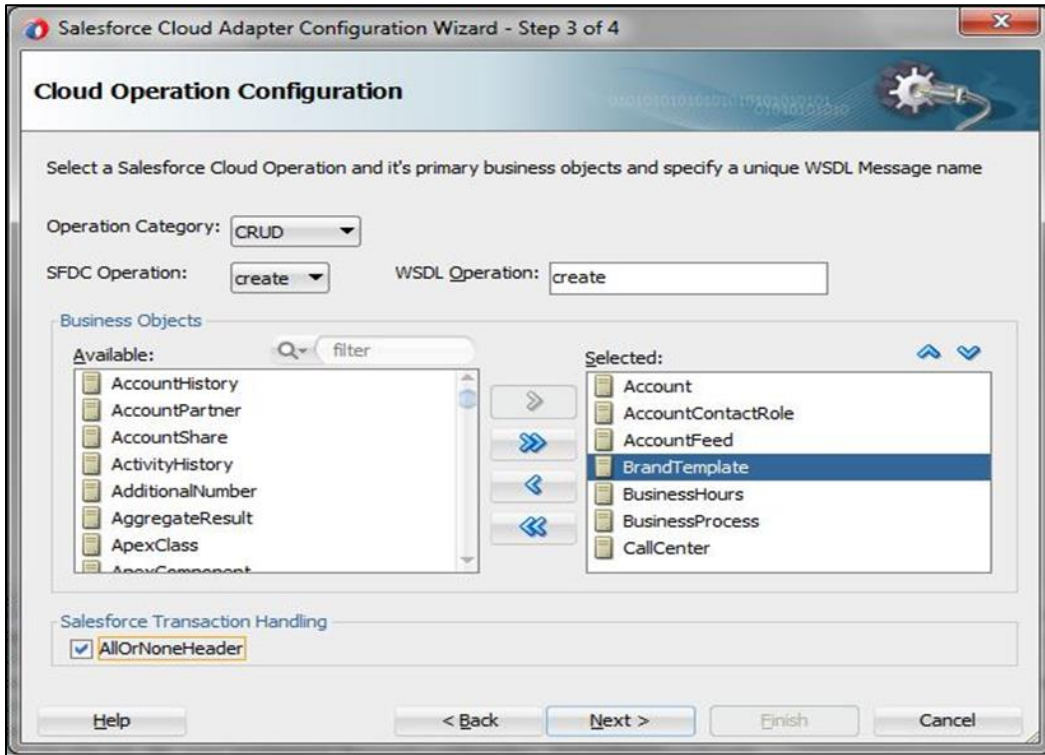 Salesforce Cloud Adapter Configuration Wizard - Step 3 of 4
Cloud Operation Configuration
Select a Salesforce Cloud Operation and it's primary business objects and specify a unique WSDL Message name
Operation Category: CRUD
SFDC Operation: create WSDL Operation: create
Business Objects
Available: filter
AccountHistory
AccountPartner
AccountShare
ActivityHistory
AdditionalNumber
AggregateResult
ApexClass
ApexComponent
Selected:
Account
AccountContactRole
AccountFeed
BrandTemplate
BusinessHours
BusinessProcess
CallCenter
Salesforce Transaction Handling
AllOrNoneHeader
Help < Back Next > Finish Cancel